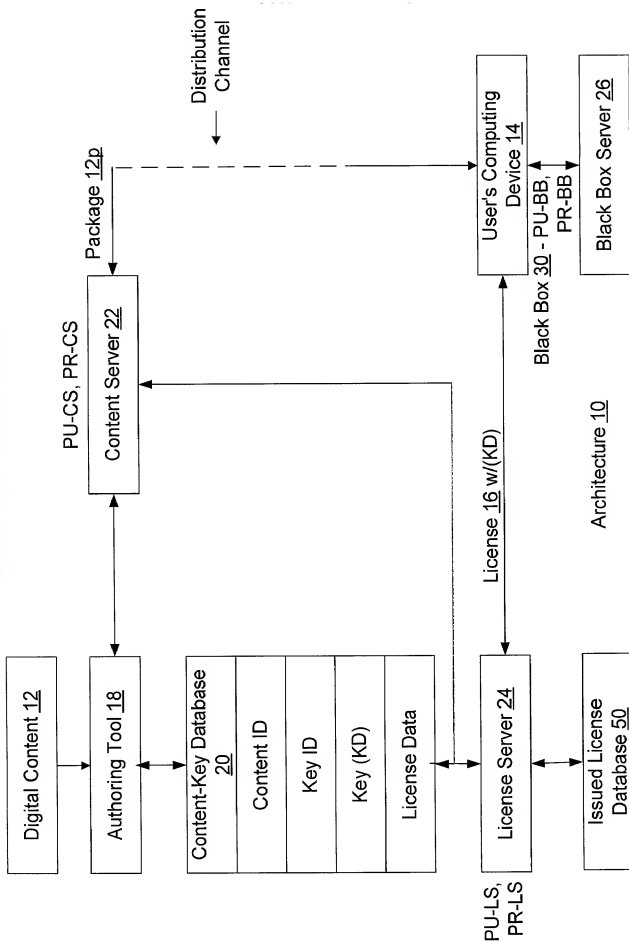 Digital Content 12
Authoring Tool 18
Content-Key Database
20
Content ID
Key ID
Key (KD)
License Data
License Server 24
PU-LS,
PR-LS
Issued License
Database 50
PU-CS, PR-CS
Content Server 22
Package 12p
Distribution
Channel
License 16 w/(KD)
User's Computing
Device 14
Black Box 30 - PU-BB,
PR-BB
Black Box Server 26
Architecture 10